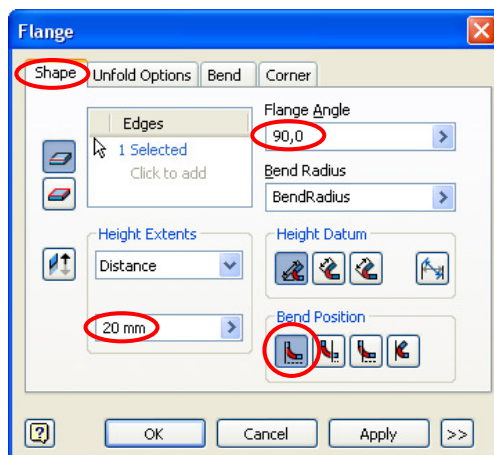 Flange
Shape Unfold Options Bend Corner
Edges
1 Selected
Click to add
Flange Angle
90,0
Bend Radius
BendRadius
Height Extents
Distance
20 mm
Height Datum
Bend Position
OK Cancel Apply >>